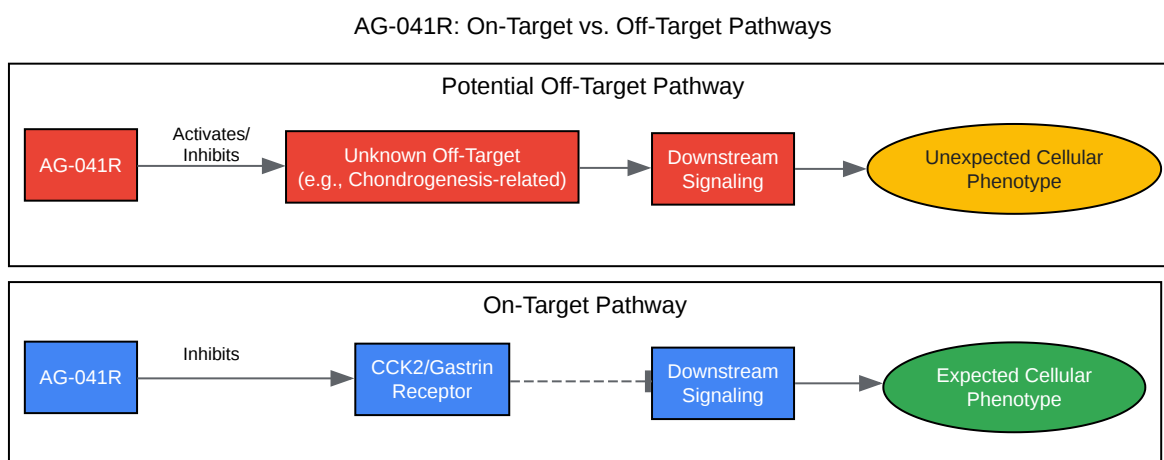 AG-041R: On-Target vs. Off-Target Pathways
Potential Off-Target Pathway
AG-041R
Activates/
Inhibits
Unknown Off-Target
(e.g., Chondrogenesis-related)
Downstream
Signaling
Unexpected Cellular
Phenotype
On-Target Pathway
AG-041R
Inhibits
CCK2/Gastrin
Receptor
Downstream
Signaling
Expected Cellular
Phenotype